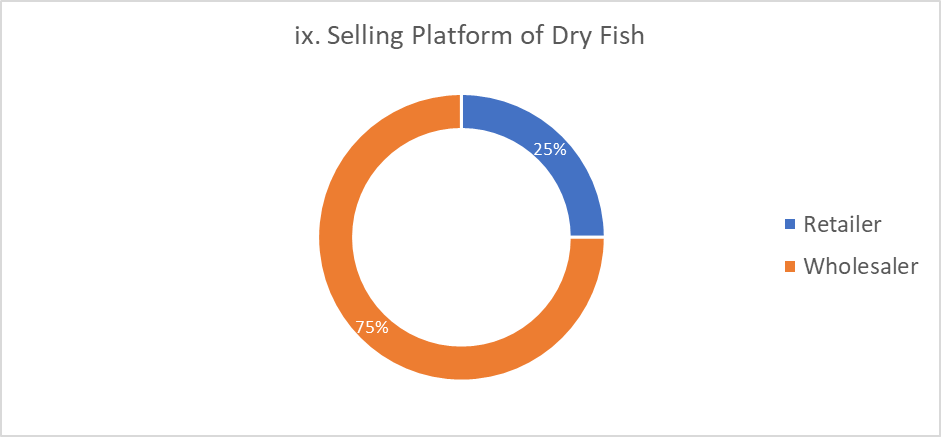 ix. Selling Platform of Dry Fish
25%
75%
Retailer
Wholesaler